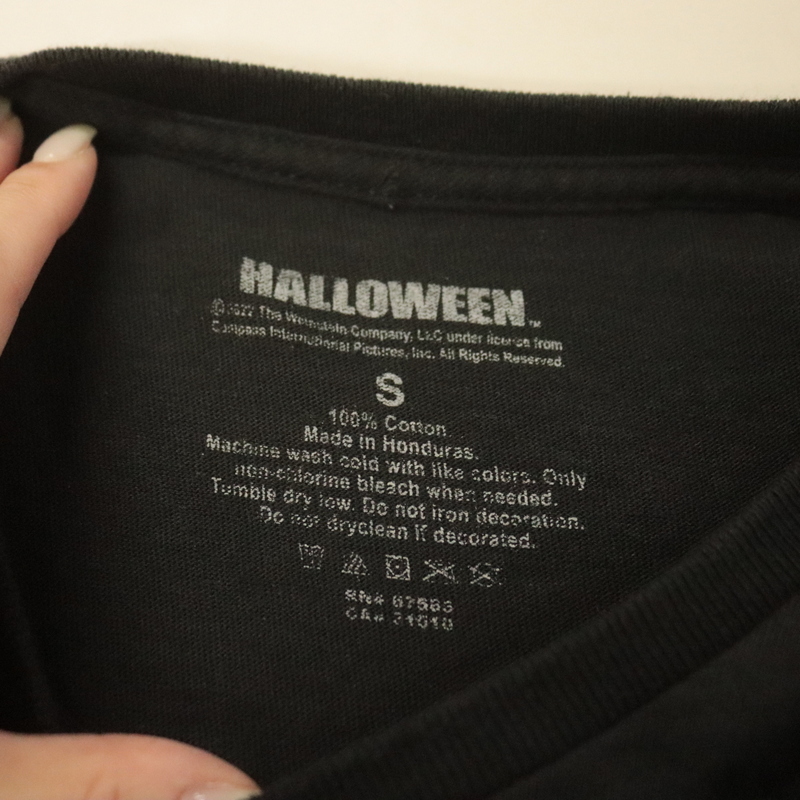 HALLOWEEN™
© The Weinstein Company, LLC under license from
Compass International Pictures, Inc. All Rights Reserved.
S
100% Cotton
Made in Honduras.
Machine wash cold with like colors. Only
non-chlorine bleach when needed.
Tumble dry low. Do not iron decoration.
Do not dryclean if decorated.
RN#
CA#